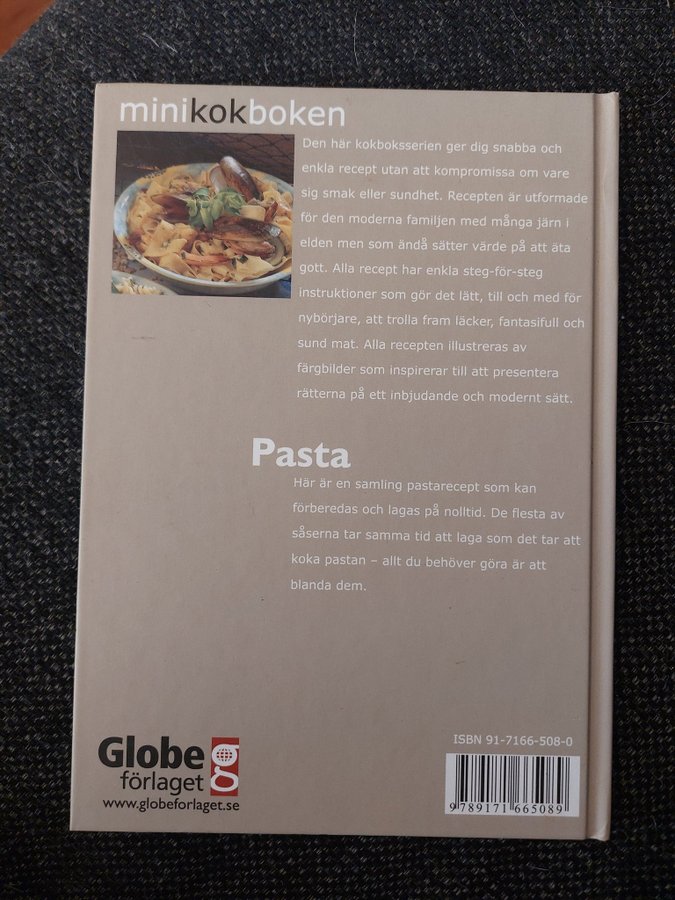 minikokboken
Den här kokboksserien ger dig snabba och
enkla recept utan att kompromissa om vare
sig smak eller sundhet. Recepten är utformade
för den moderna familjen med många järn i
elden men som ändå sätter värde på att äta
gott. Alla recept har enkla steg-för-steg
instruktioner som gör det lätt, till och med för
nybörjare, att trolla fram läcker, fantasifull och
sund mat. Alla recepten illustreras av
färgbilder som inspirerar till att presentera
rätterna på ett inbjudande och modernt sätt.
Pasta
Här är en samling pastarecept som kan
förberedas och lagas på nolltid. De flesta av
såserna tar samma tid att laga som det tar att
koka pastan – allt du behöver göra är att
blanda dem.
Globe
förlaget
g
www.globeforlaget.se
ISBN 91-7166-508-0
9 789171 665089